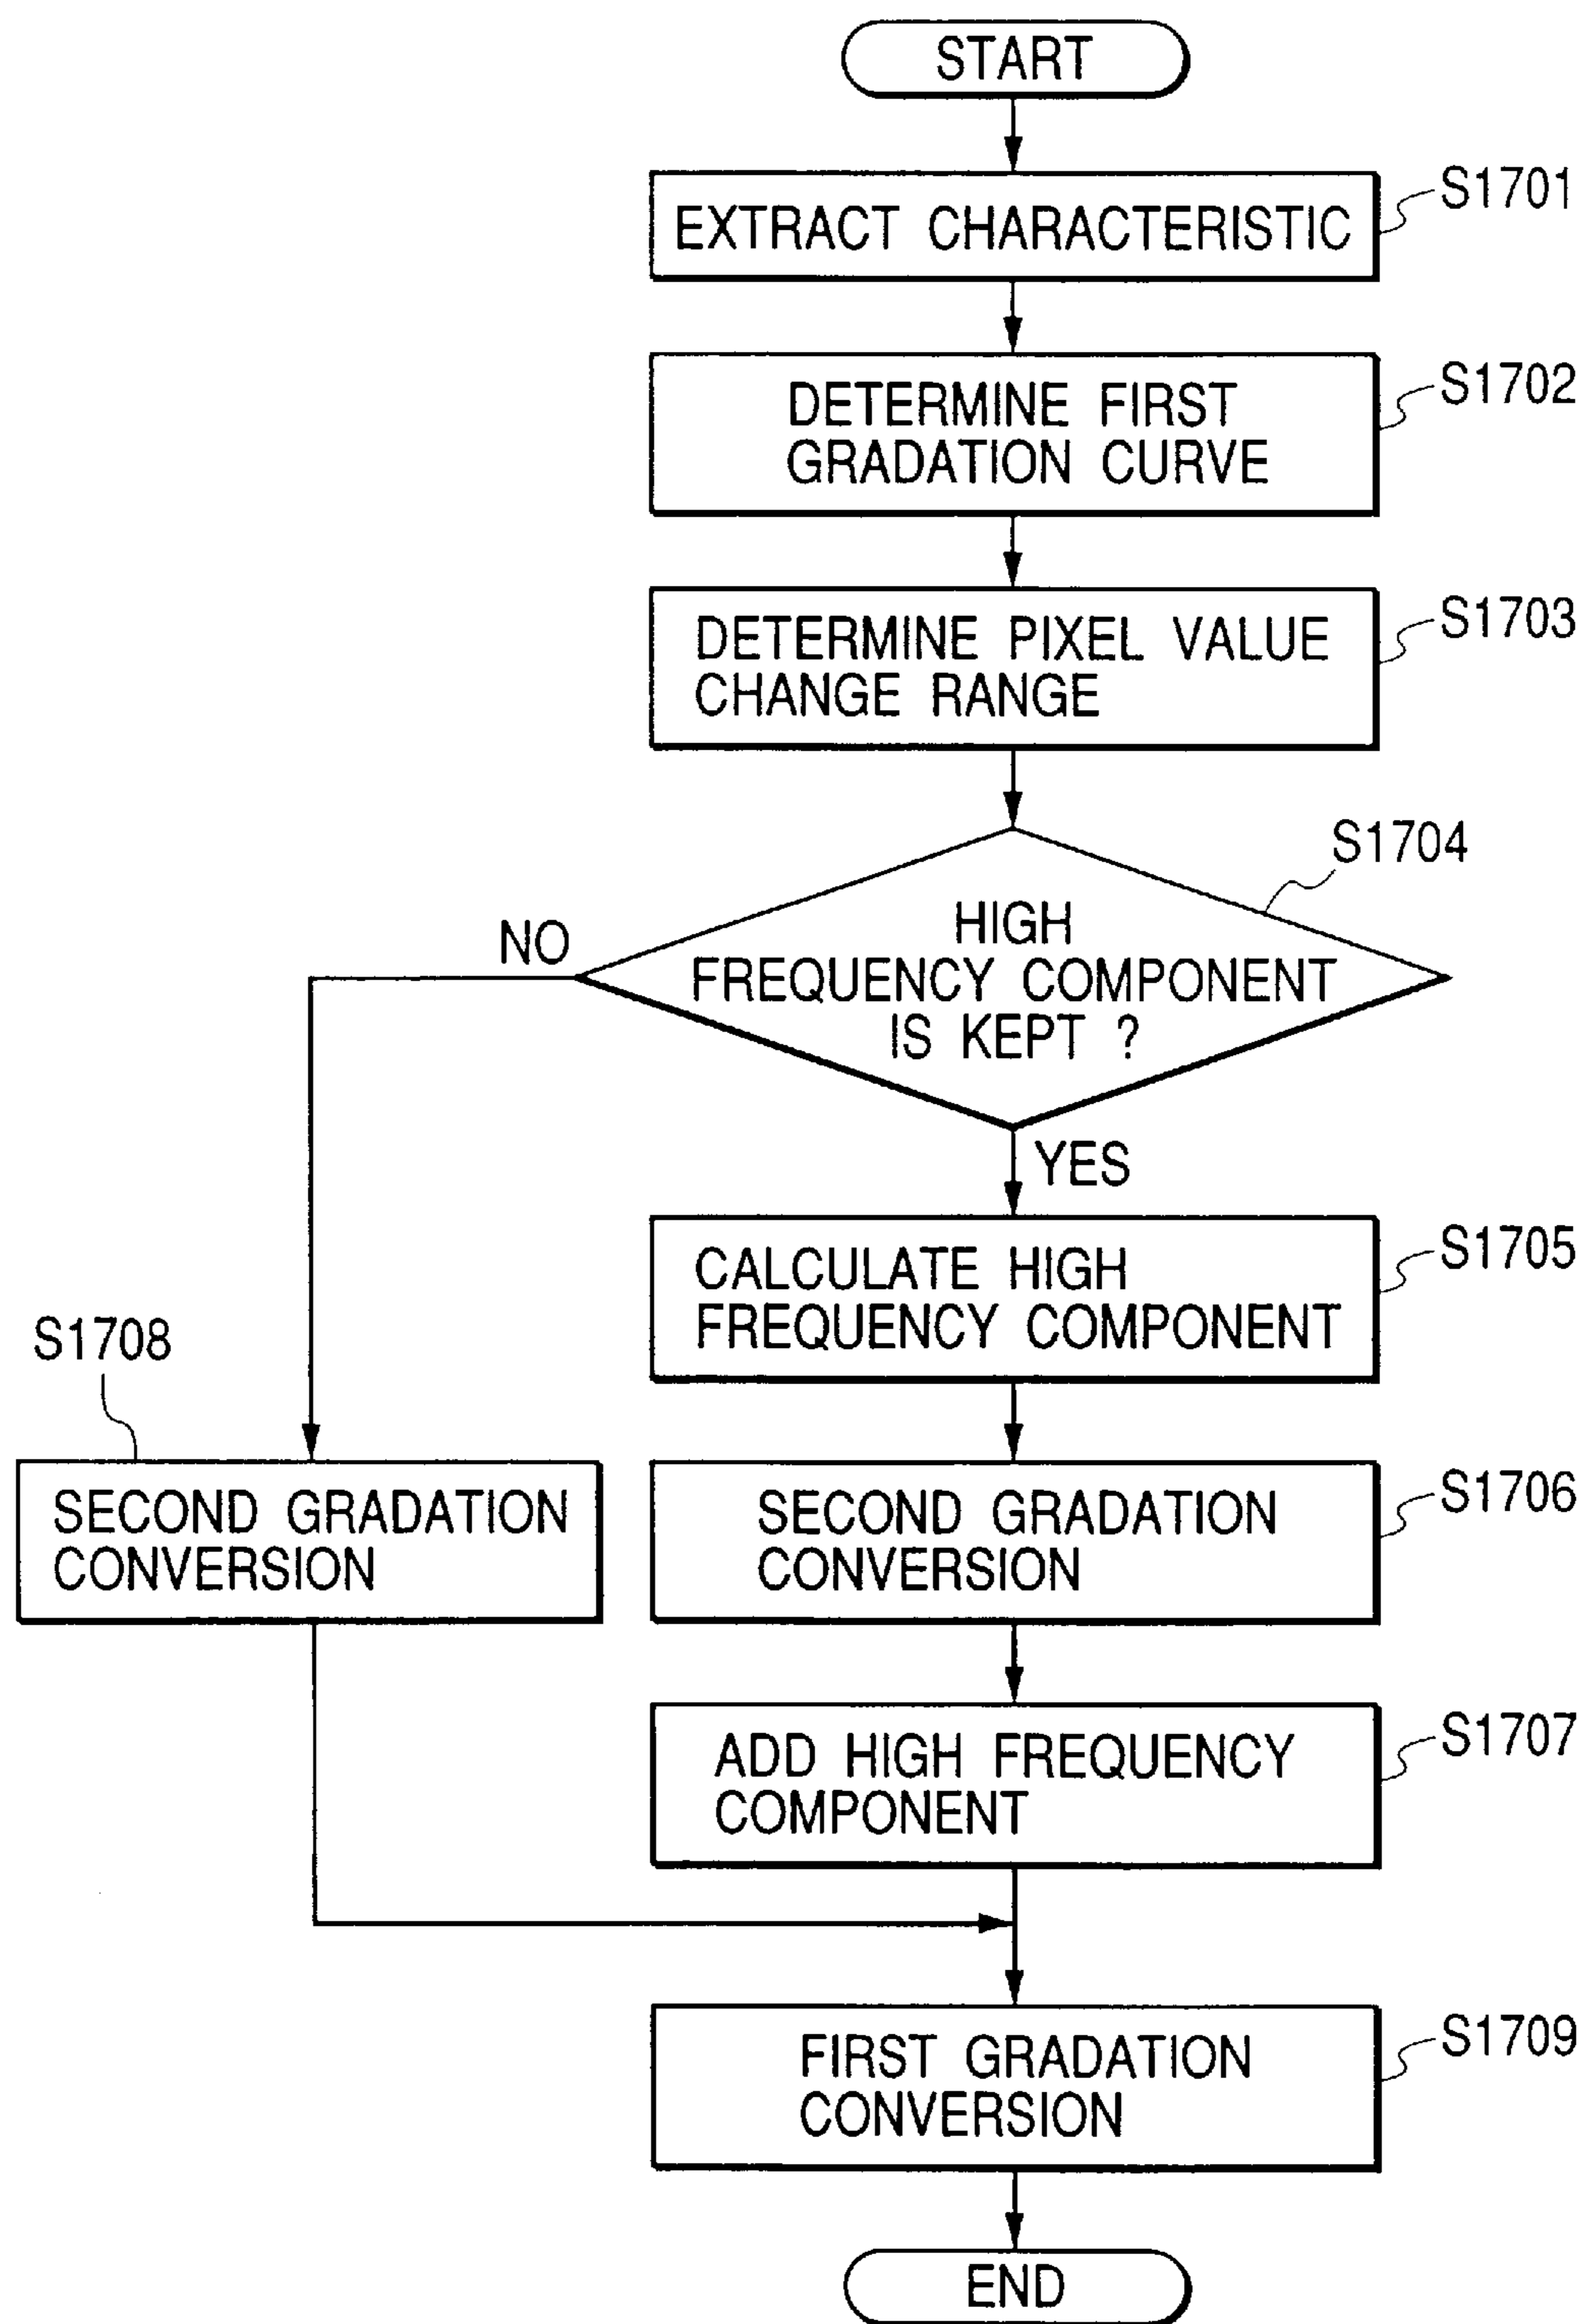 START
S1701
EXTRACT CHARACTERISTIC
S1702
DETERMINE FIRST
GRADATION CURVE
S1703
DETERMINE PIXEL VALUE
CHANGE RANGE
S1704
NO
HIGH
FREQUENCY COMPONENT
IS KEPT ?
YES
S1705
CALCULATE HIGH
FREQUENCY COMPONENT
S1708
SECOND GRADATION
CONVERSION
S1706
SECOND GRADATION
CONVERSION
S1707
ADD HIGH FREQUENCY
COMPONENT
S1709
FIRST GRADATION
CONVERSION
END